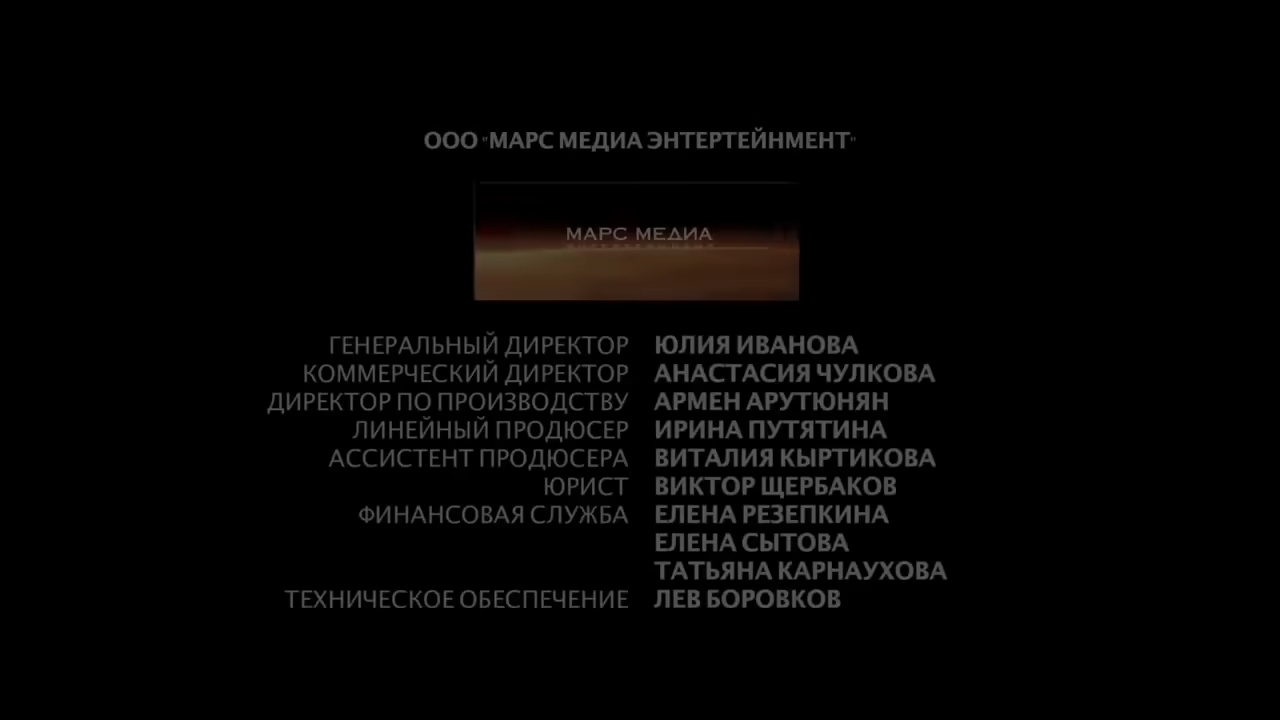 ООО "МАРС МЕДИА ЭНТЕРТЕЙНМЕНТ"
МАРС МЕДИА
ГЕНЕРАЛЬНЫЙ ДИРЕКТОР ЮЛИЯ ИВАНОВА
КОММЕРЧЕСКИЙ ДИРЕКТОР АНАСТАСИЯ ЧУЛКОВА
ДИРЕКТОР ПО ПРОИЗВОДСТВУ АРМЕН АРУТЮНЯН
ЛИНЕЙНЫЙ ПРОДЮСЕР ИРИНА ПУТЯТИНА
АССИСТЕНТ ПРОДЮСЕРА ВИТАЛИЯ КЫРТИКОВА
ЮРИСТ ВИКТОР ЩЕРБАКОВ
ФИНАНСОВАЯ СЛУЖБА ЕЛЕНА РЕЗЕПКИНА
ЕЛЕНА СЫТОВА
ТАТЬЯНА КАРНАУХОВА
ТЕХНИЧЕСКОЕ ОБЕСПЕЧЕНИЕ ЛЕВ БОРОВКОВ